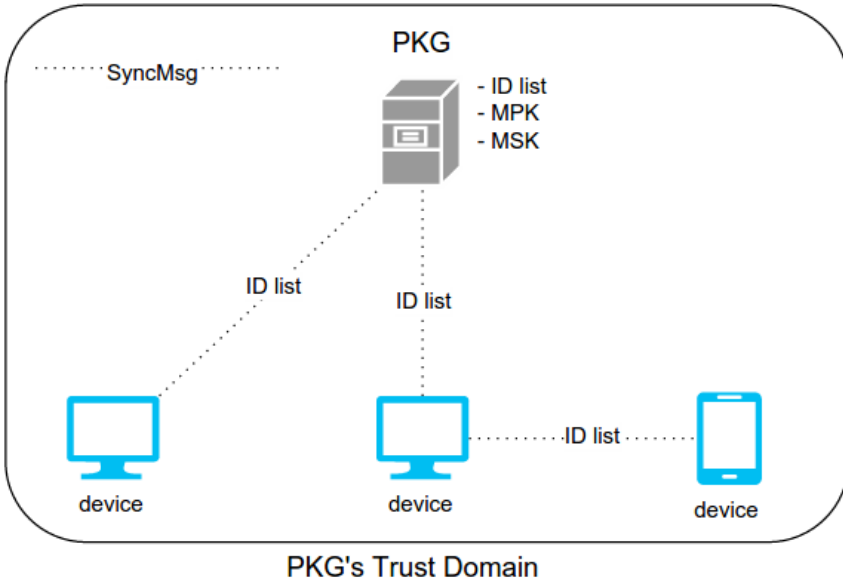 PKG
SyncMsg
- ID list
- MPK
- MSK
ID list
ID list
ID list
device
device
device
PKG's Trust Domain